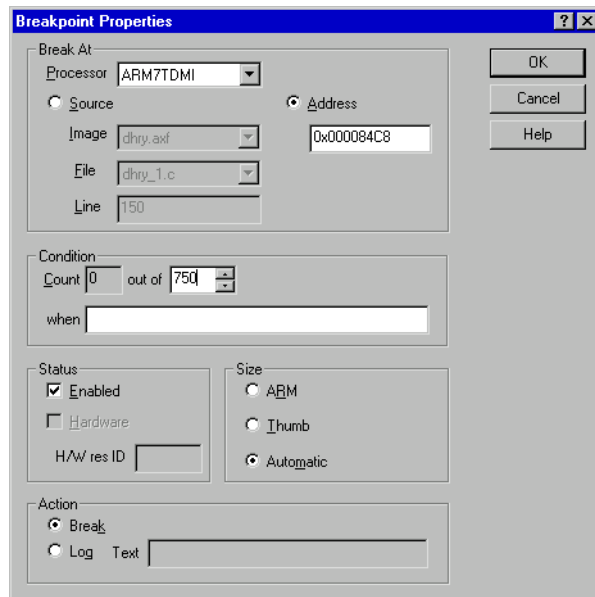 Breakpoint Properties
Break At
Processor ARM7TDMI
OK
Source
Address
Cancel
Image dhry.axf
0x000084C8
Help
File dhry_1.c
Line 150
Condition
Count 0 out of 750
when
Status
Size
Enabled
ARM
Hardware
Thumb
H/W res ID
Automatic
Action
Break
Log Text